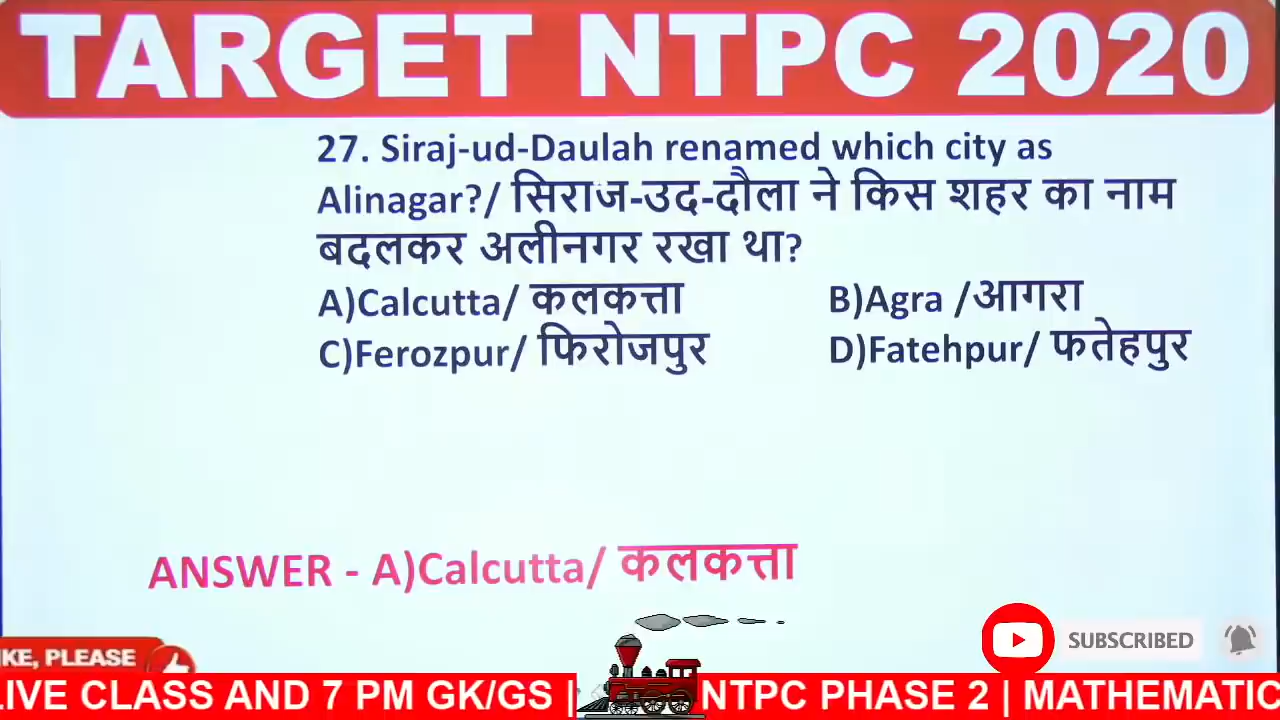 TARGET NTPC 2020
27. Siraj-ud-Daulah renamed which city as
Alinagar?/ सिराज-उद-दौला ने किस शहर का नाम
बदलकर अलीनगर रखा था?
A)Calcutta/ कलकत्ता B)Agra /आगरा
C)Ferozpur/ फिरोजपुर D)Fatehpur/ फतेहपुर
ANSWER - A)Calcutta/ कलकत्ता
SUBSCRIBED
KE, PLEASE
IVE CLASS AND 7 PM GK/GS | NTPC PHASE 2 | MATHEMATIC